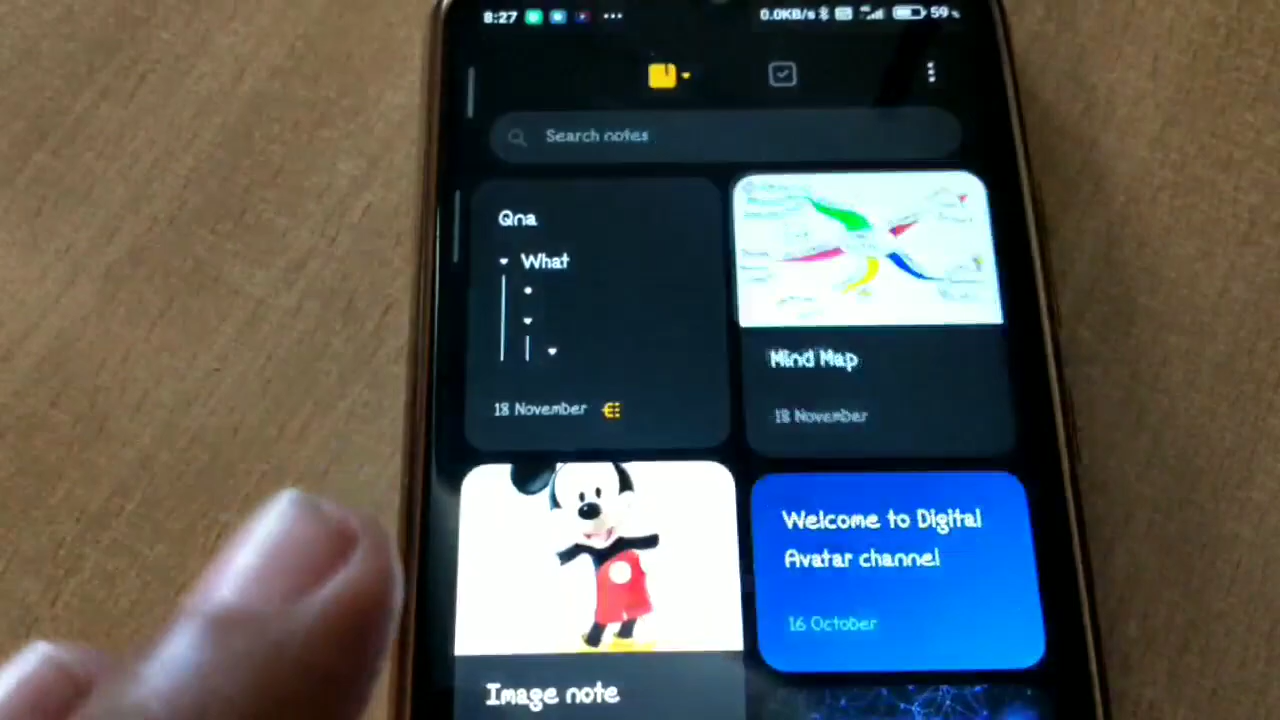 8:27
0.0KB/s
59
Search notes
Qna
What
18 November
Mind Map
18 November
Welcome to Digital
Avatar channel
16 October
Image note